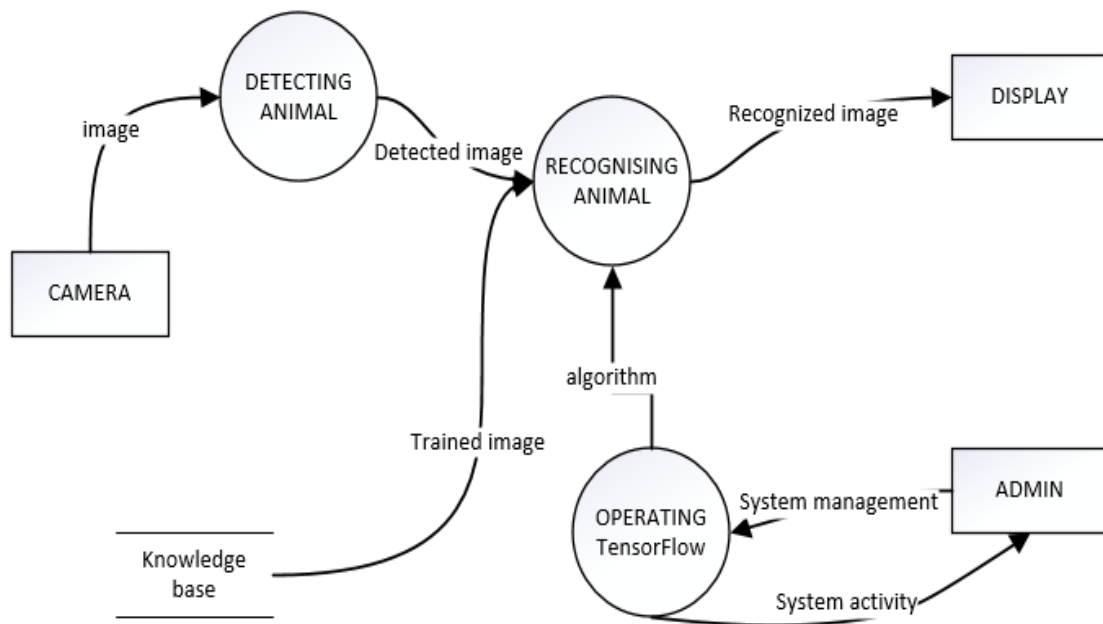 DETECTING
ANIMAL
DISPLAY
image
Recognized image
Detected image
RECOGNISING
ANIMAL
CAMERA
algorithm
Trained image
ADMIN
System management
OPERATING
TensorFlow
Knowledge
base
System activity